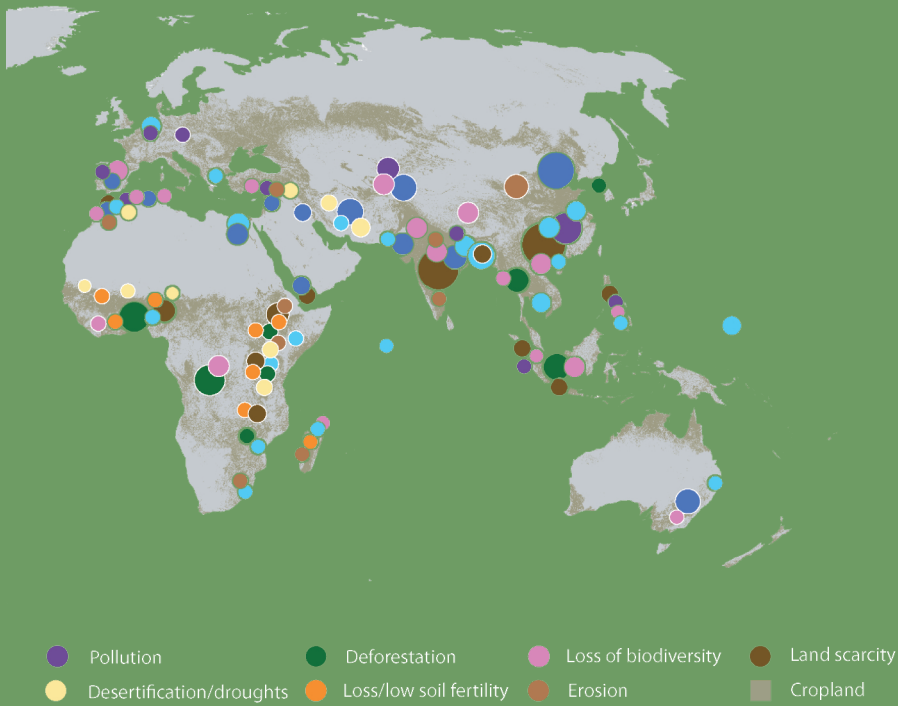 Pollution Deforestation Loss of biodiversity Land scarcity
Desertification/droughts Loss/low soil fertility Erosion Cropland